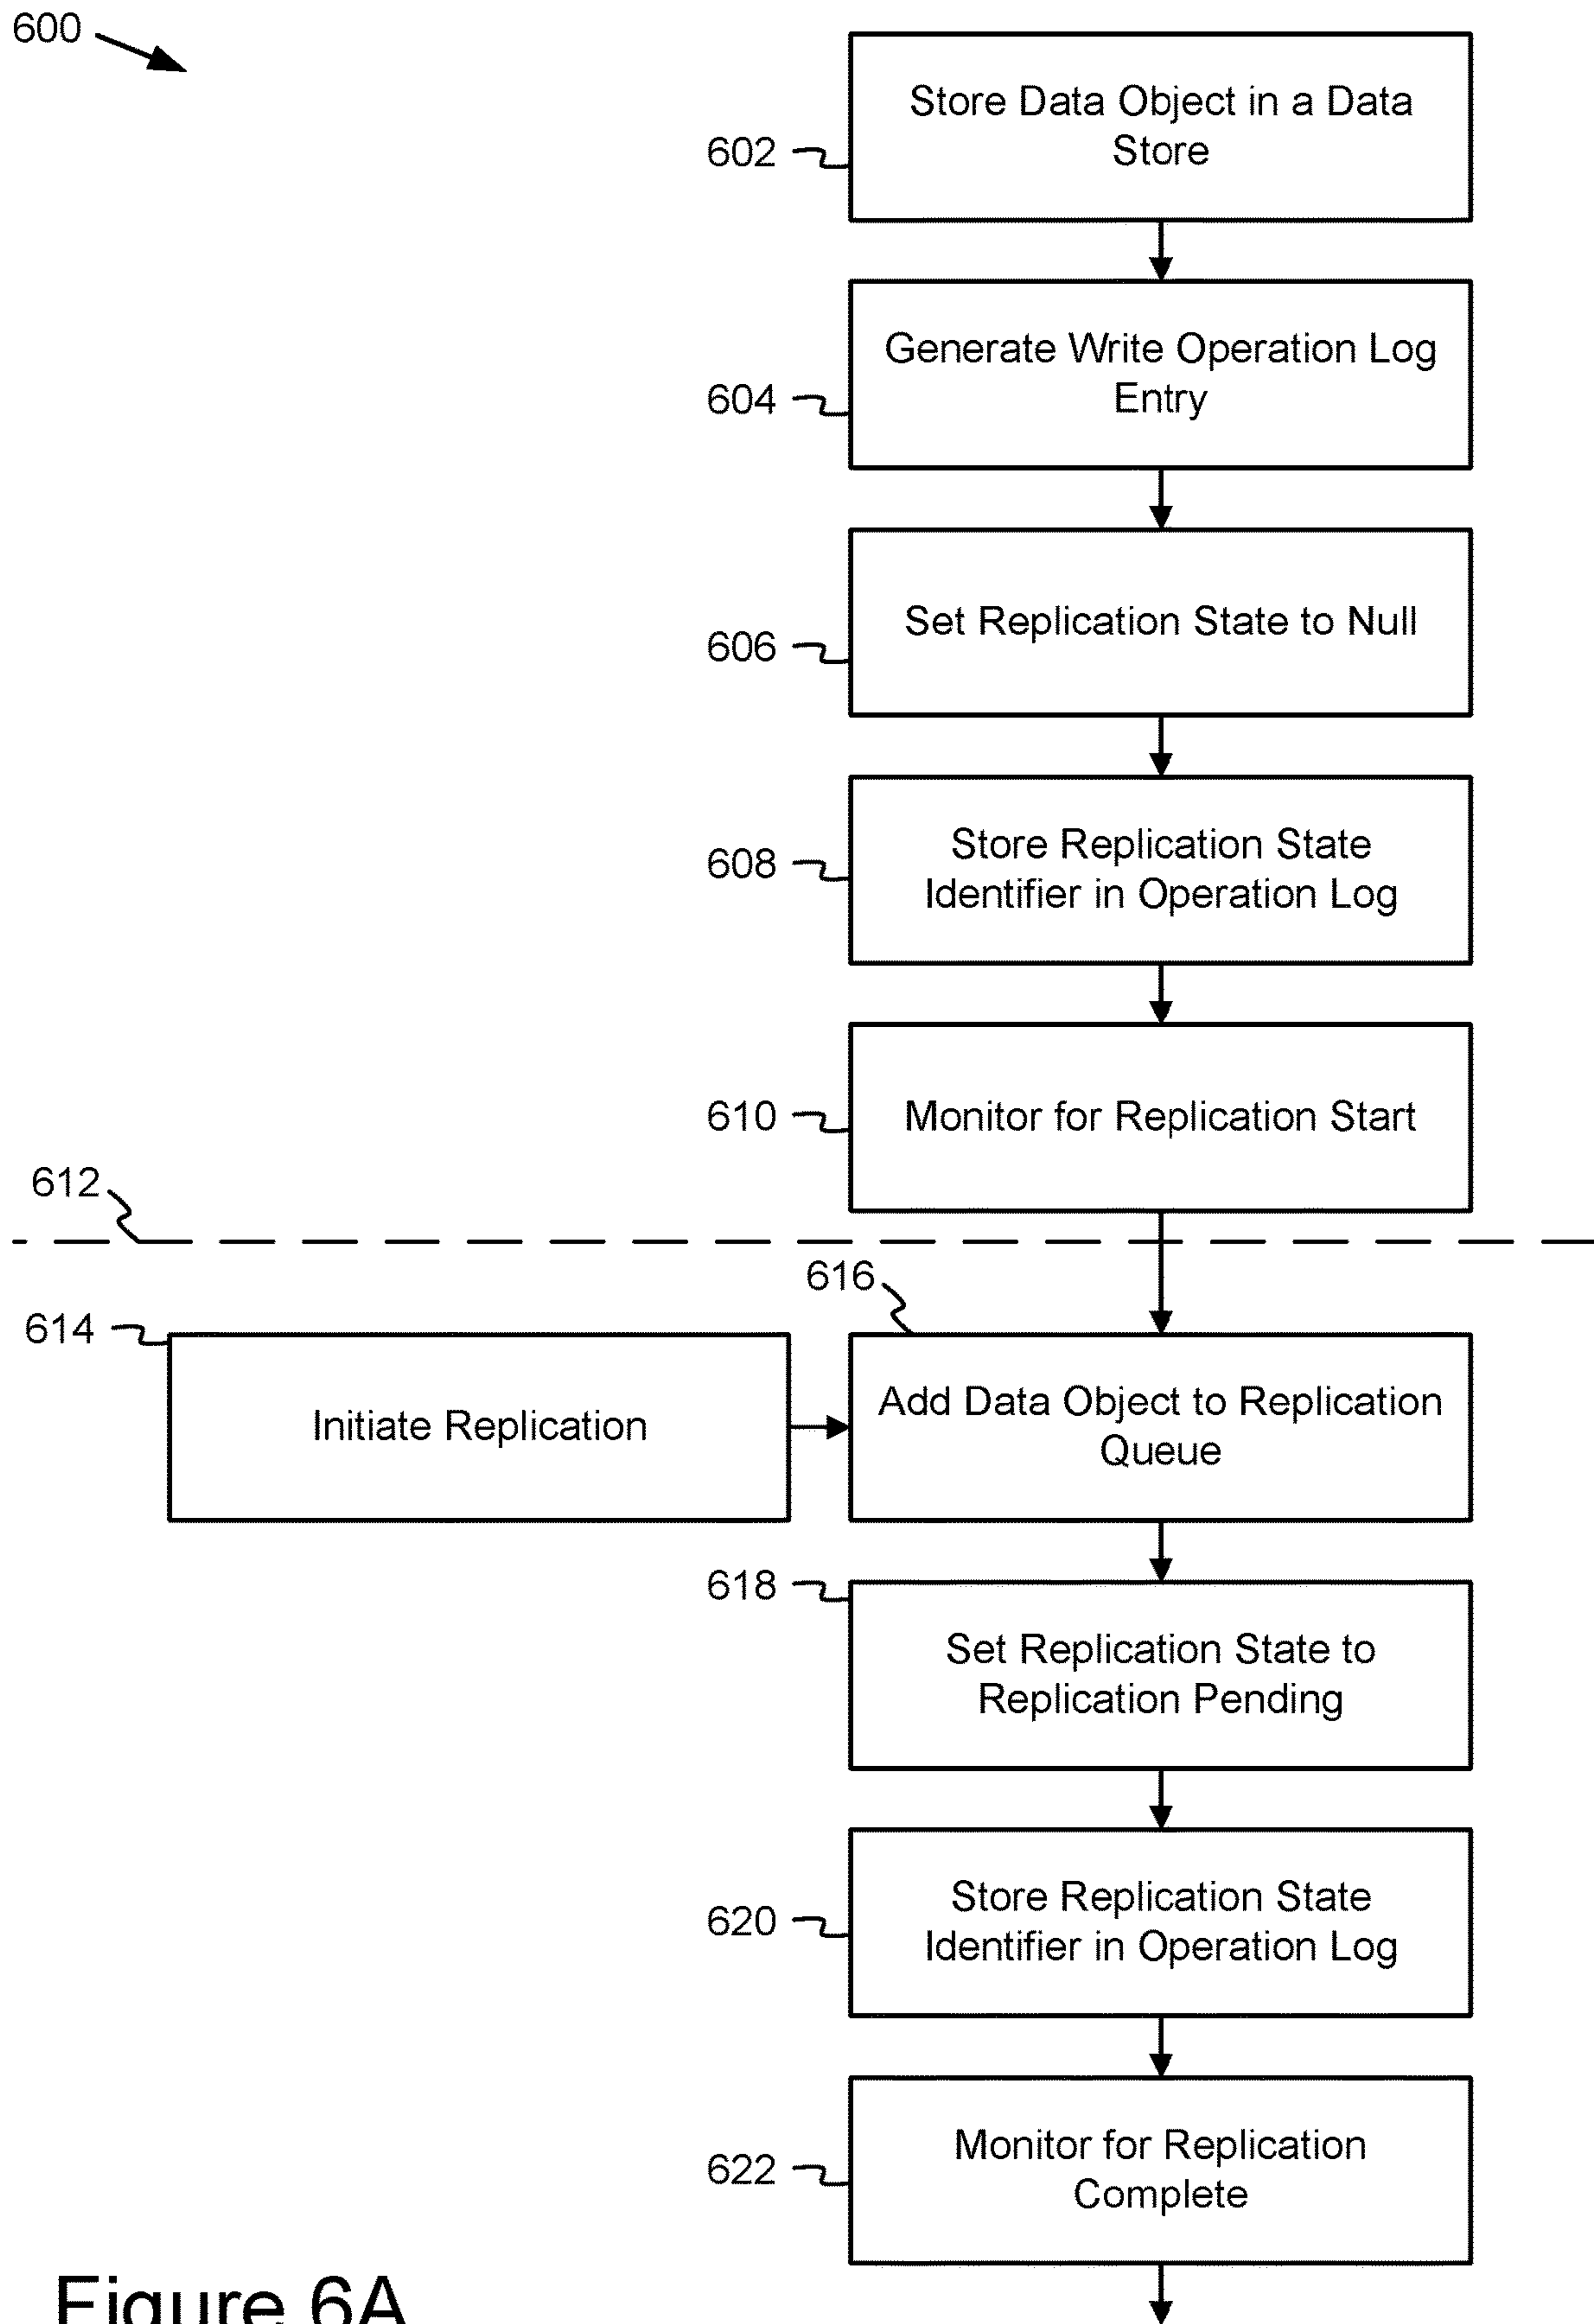 600
Store Data Object in a Data
Store
602
Generate Write Operation Log
Entry
604
Set Replication State to Null
606
Store Replication State
Identifier in Operation Log
608
Monitor for Replication Start
610
612
616
614
Initiate Replication
Add Data Object to Replication
Queue
618
Set Replication State to
Replication Pending
Store Replication State
Identifier in Operation Log
620
Monitor for Replication
Complete
622
Figure 6A